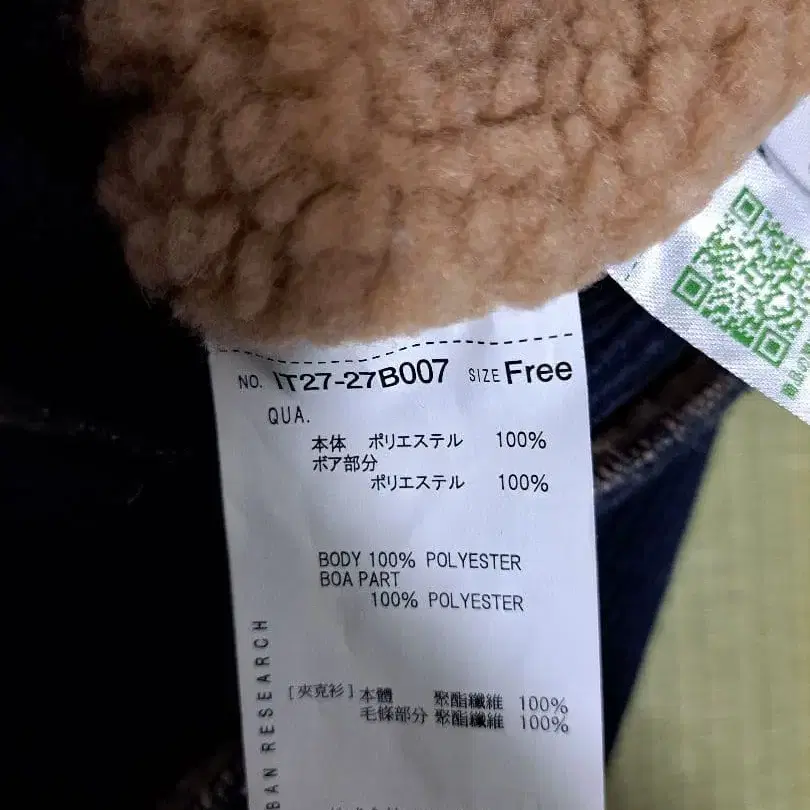 NO. IT27-27B007 SIZE Free
QUA.
本体 ポリエステル 100%
ボア部分
ポリエステル 100%
BODY 100% POLYESTER
BOA PART
100% POLYESTER
[夾克衫] 本體 聚酯纖維 100%
毛條部分 聚酯纖維 100%
BAN RESEARCH